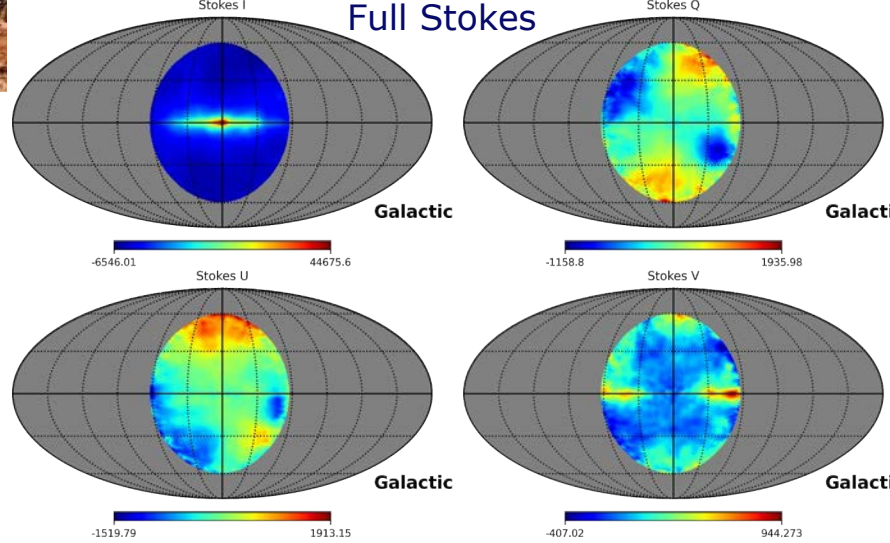 Full Stokes
Stokes I
Stokes Q
Galactic
Galacti
-6546.01
44675.6
-1158.8
1935.98
Stokes U
Stokes V
Galactic
Galacti
-1519.79
1913.15
-407.02
944.273